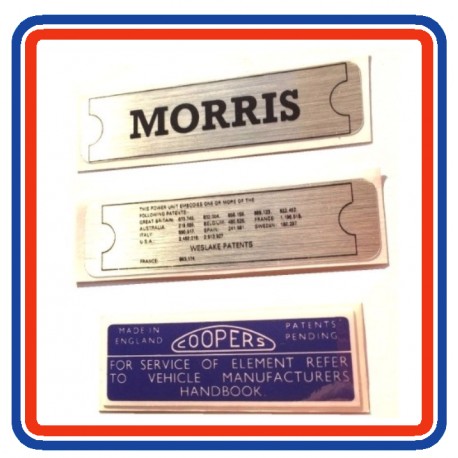 MORRIS
THIS POWER UNIT EMBODIES ONE OR MORE OF THE
FOLLOWING PATENTS:
GREAT BRITAIN:
AUSTRALIA: BELGIUM: FRANCE:
ITALY: SPAIN: SWEDEN:
U.S.A.:
WESLAKE PATENTS
FRANCE:
MADE IN ENGLAND
COOPERS
PATENTS PENDING
FOR SERVICE OF ELEMENT REFER
TO VEHICLE MANUFACTURERS
HANDBOOK.